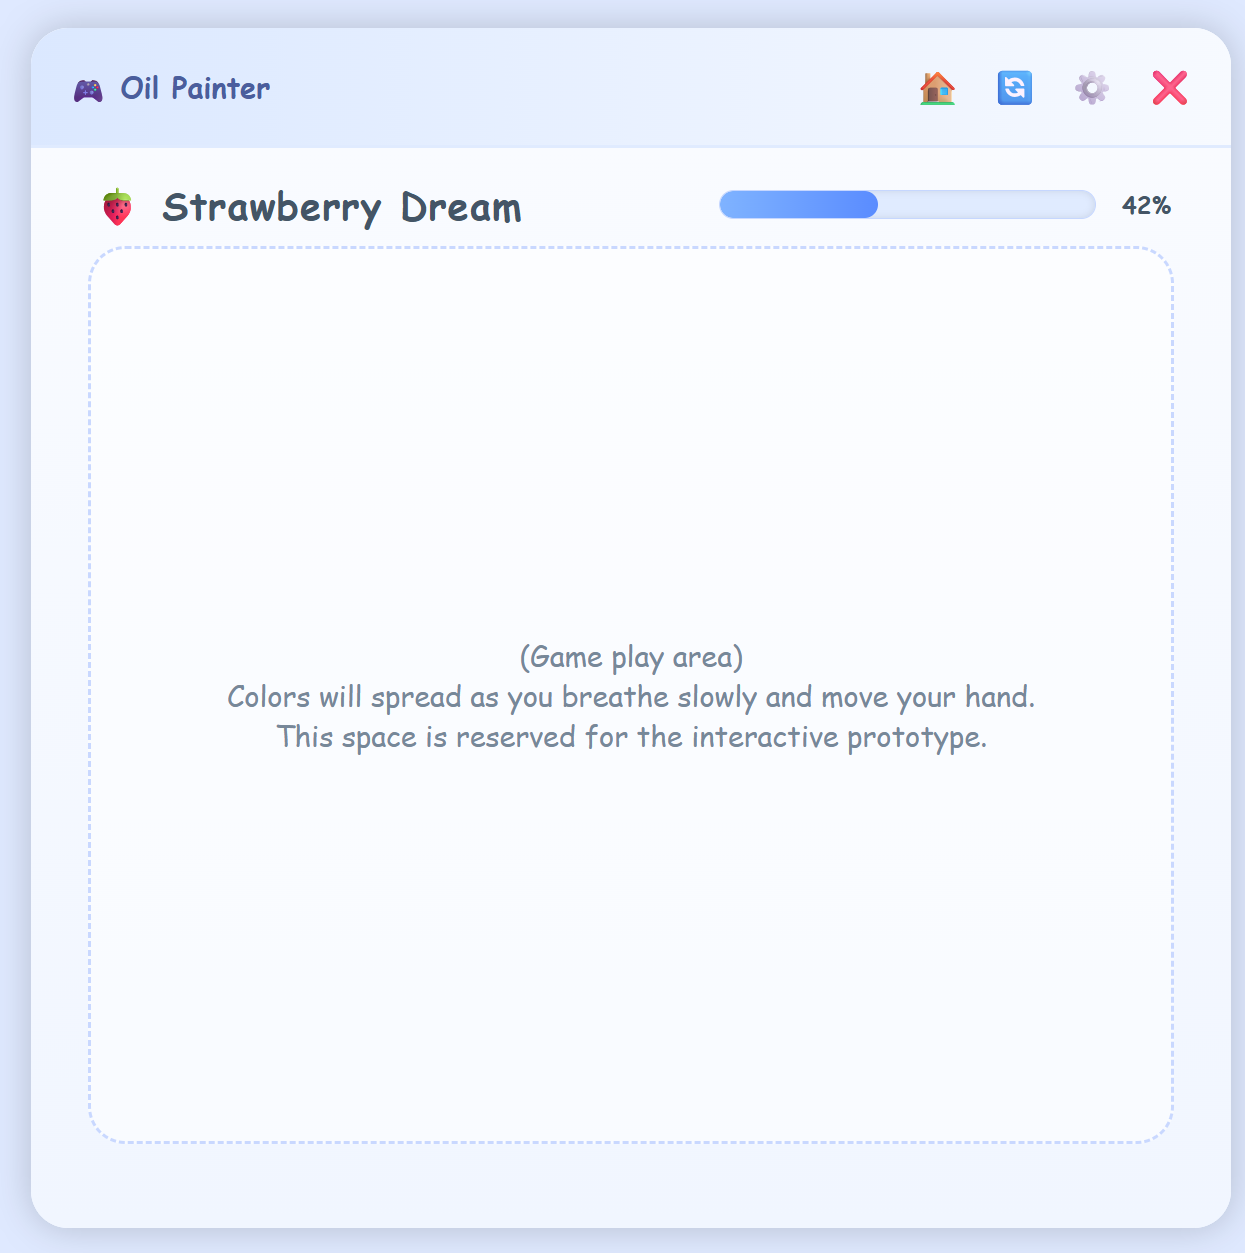 Oil Painter
Strawberry Dream
42%
(Game play area)
Colors will spread as you breathe slowly and move your hand.
This space is reserved for the interactive prototype.